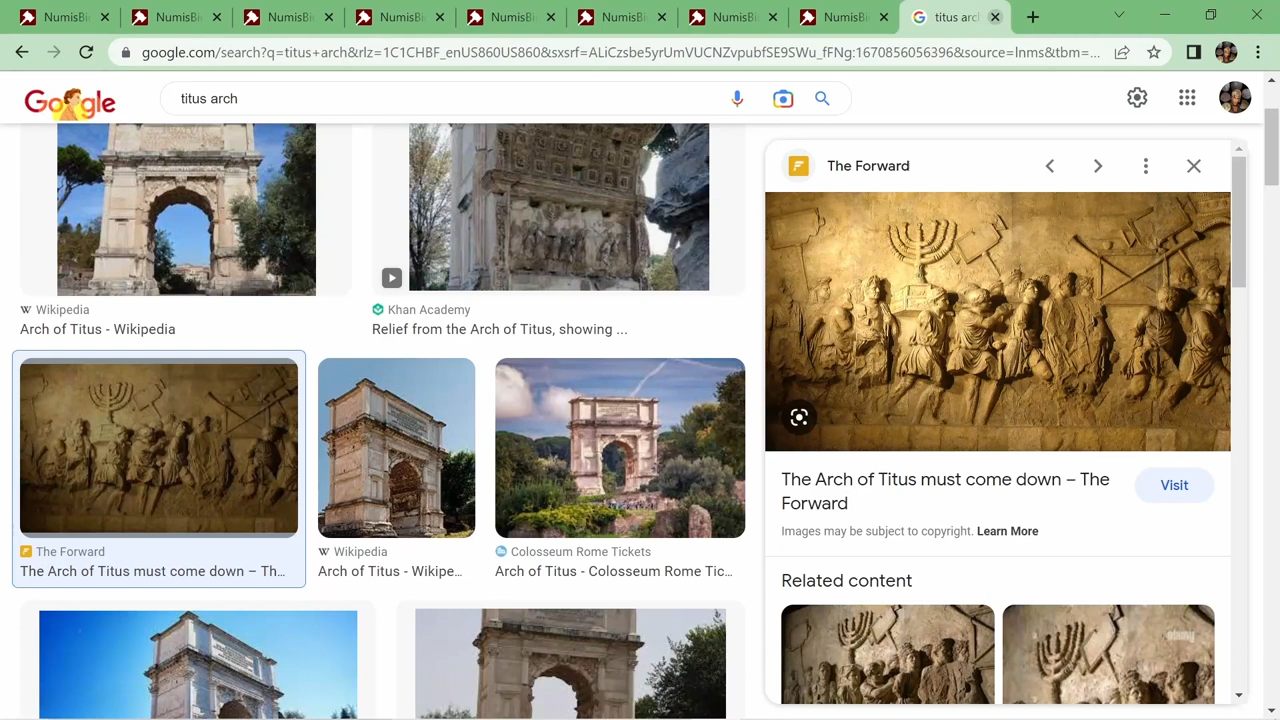 NumisBi
NumisBi
NumisBi
NumisBi
NumisBi
NumisBi
NumisBi
NumisBi
titus arc
google.com/search?q=titus+arch&rlz=1C1CHBF_enUS860US860&sxsrf=ALiCzsbe5yrUmVUCNZvpubfSE9SWu_fFNg:1670856056396&source=lnms&tbm=...
Google
titus arch
The Forward
Wikipedia
Arch of Titus - Wikipedia
Khan Academy
Relief from the Arch of Titus, showing ...
The Forward
The Arch of Titus must come down – Th...
Wikipedia
Arch of Titus - Wikipe...
Colosseum Rome Tickets
Arch of Titus - Colosseum Rome Tic...
The Arch of Titus must come down – The
Forward
Visit
Images may be subject to copyright. Learn More
Related content